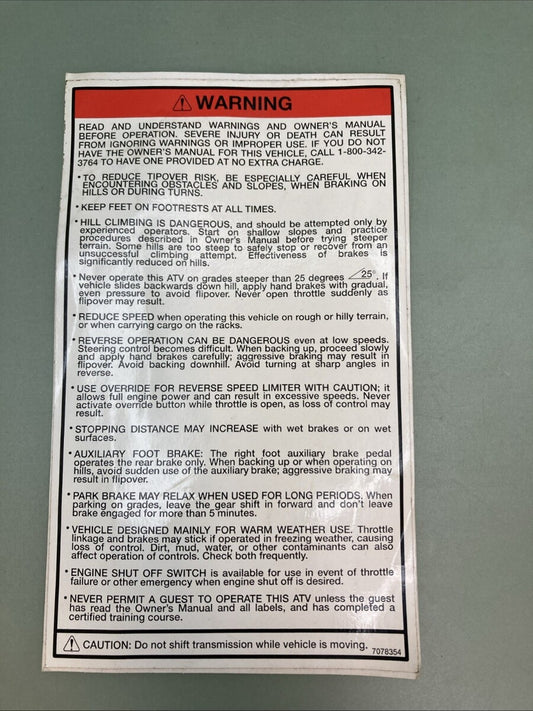 ⚠ WARNING
READ AND UNDERSTAND WARNINGS AND OWNER'S MANUAL
BEFORE OPERATION. SEVERE INJURY OR DEATH CAN RESULT
FROM IGNORING WARNINGS OR IMPROPER USE. IF YOU DO NOT
HAVE THE OWNER'S MANUAL FOR THIS VEHICLE, CALL 1-800-342-
3764 TO HAVE ONE PROVIDED AT NO EXTRA CHARGE.
• TO REDUCE TIPOVER RISK, BE ESPECIALLY CAREFUL WHEN
ENCOUNTERING OBSTACLES AND SLOPES, WHEN BRAKING ON
HILLS OR DURING TURNS.
• KEEP FEET ON FOOTRESTS AT ALL TIMES.
• HILL CLIMBING IS DANGEROUS, and should be attempted only by
experienced operators. Start on shallow slopes and practice
procedures described in Owner's Manual before trying steeper
terrain. Some hills are too steep to safely stop or recover from an
unsuccessful climbing attempt. Effectiveness of brakes is
significantly reduced on hills.
• Never operate this ATV on grades steeper than 25 degrees 25°. If
vehicle slides backwards down hill, apply hand brakes with gradual,
even pressure to avoid flipover. Never open throttle suddenly as
flipover may result.
• REDUCE SPEED when operating this vehicle on rough or hilly terrain,
or when carrying cargo on the racks.
• REVERSE OPERATION CAN BE DANGEROUS even at low speeds.
Steering control becomes difficult. When backing up, proceed slowly
and apply hand brakes carefully; aggressive braking may result in
flipover. Avoid backing downhill. Avoid turning at sharp angles in
reverse.
• USE OVERRIDE FOR REVERSE SPEED LIMITER WITH CAUTION; it
allows full engine power and can result in excessive speeds. Never
activate override button while throttle is open, as loss of control may
result.
• STOPPING DISTANCE MAY INCREASE with wet brakes or on wet
surfaces.
• AUXILIARY FOOT BRAKE: The right foot auxiliary brake pedal
operates the rear brake only. When backing up or when operating on
hills, avoid sudden use of the auxiliary brake; aggressive braking may
result in flipover.
• PARK BRAKE MAY RELAX WHEN USED FOR LONG PERIODS. When
parking on grades, leave the gear shift in forward and don't leave
brake engaged for more than 5 minutes.
• VEHICLE DESIGNED MAINLY FOR WARM WEATHER USE. Throttle
linkage and brakes may stick if operated in freezing weather, causing
loss of control. Dirt, mud, water, or other contaminants can also
affect operation of controls. Check both frequently.
• ENGINE SHUT OFF SWITCH is available for use in event of throttle
failure or other emergency when engine shut off is desired.
• NEVER PERMIT A GUEST TO OPERATE THIS ATV unless the guest
has read the Owner's Manual and all labels, and has completed a
certified training course.
⚠ CAUTION: Do not shift transmission while vehicle is moving. 7078354